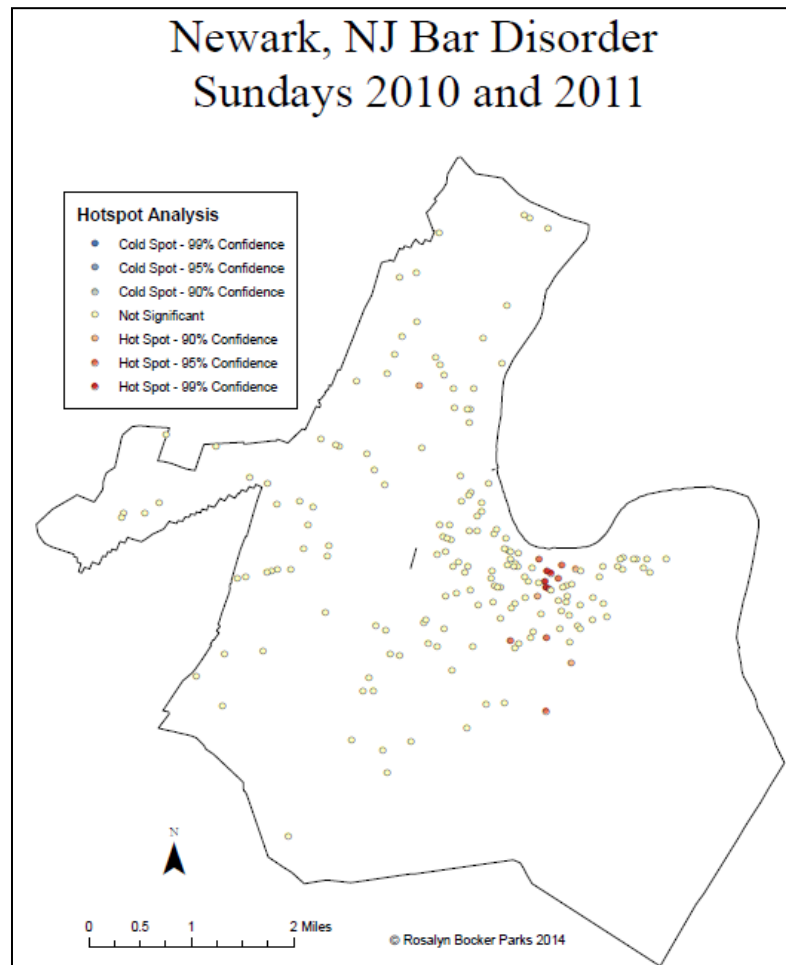 Newark, NJ Bar Disorder
Sundays 2010 and 2011
Hotspot Analysis
Cold Spot - 99% Confidence
Cold Spot - 95% Confidence
Cold Spot - 90% Confidence
Not Significant
Hot Spot - 90% Confidence
Hot Spot - 95% Confidence
Hot Spot - 99% Confidence
N
0 0.5 1 2 Miles
© Rosalyn Bocker Parks 2014